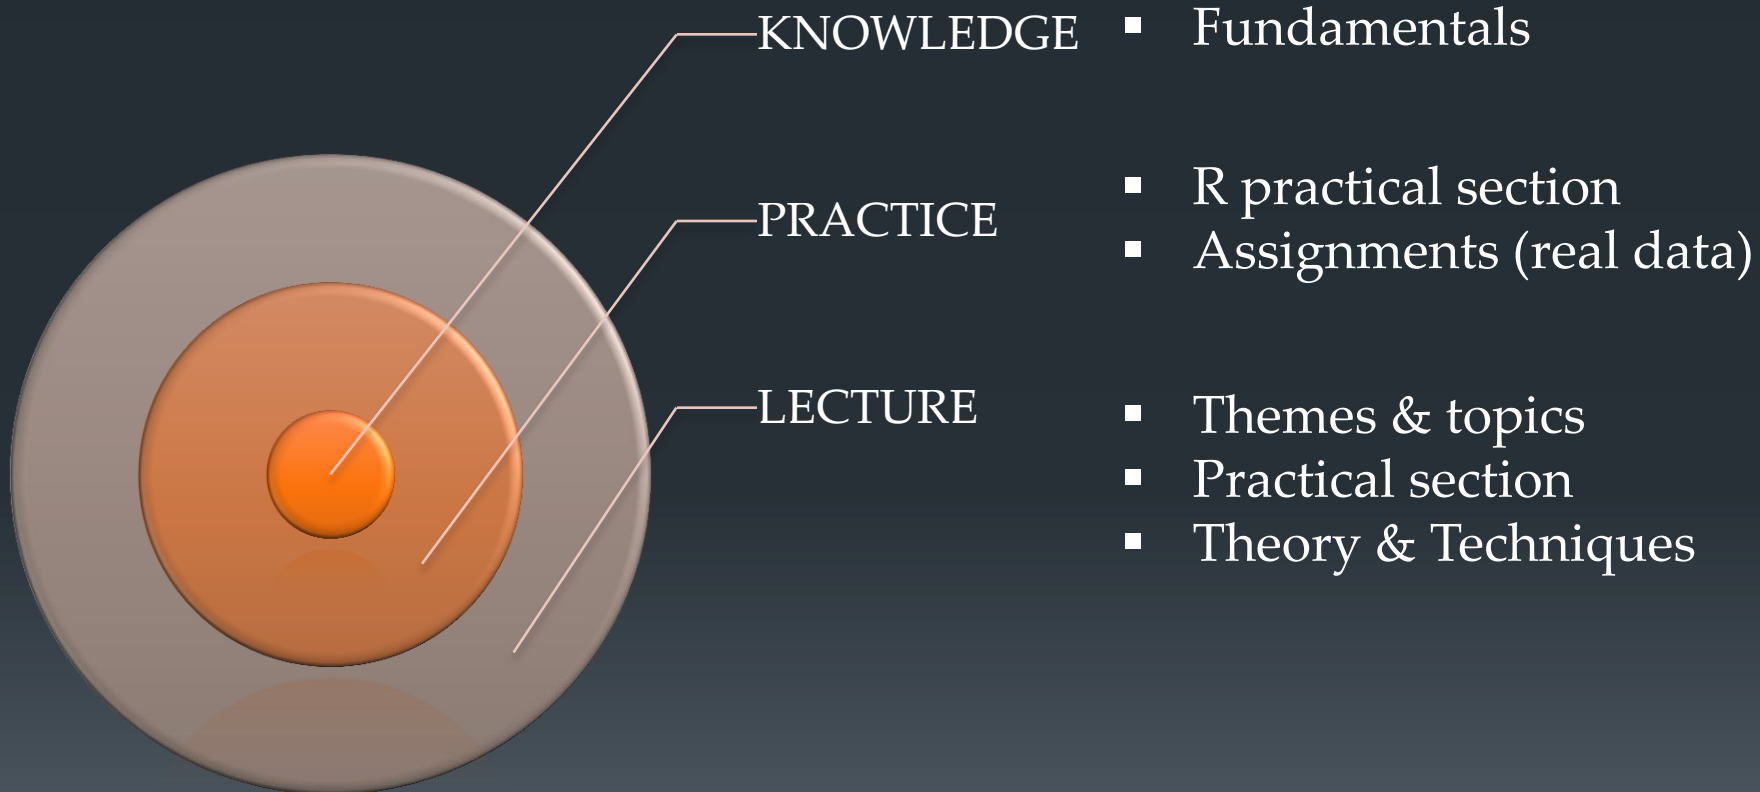 KNOWLEDGE
▪ Fundamentals
PRACTICE
▪ R practical section
▪ Assignments (real data)
LECTURE
▪ Themes & topics
▪ Practical section
▪ Theory & Techniques